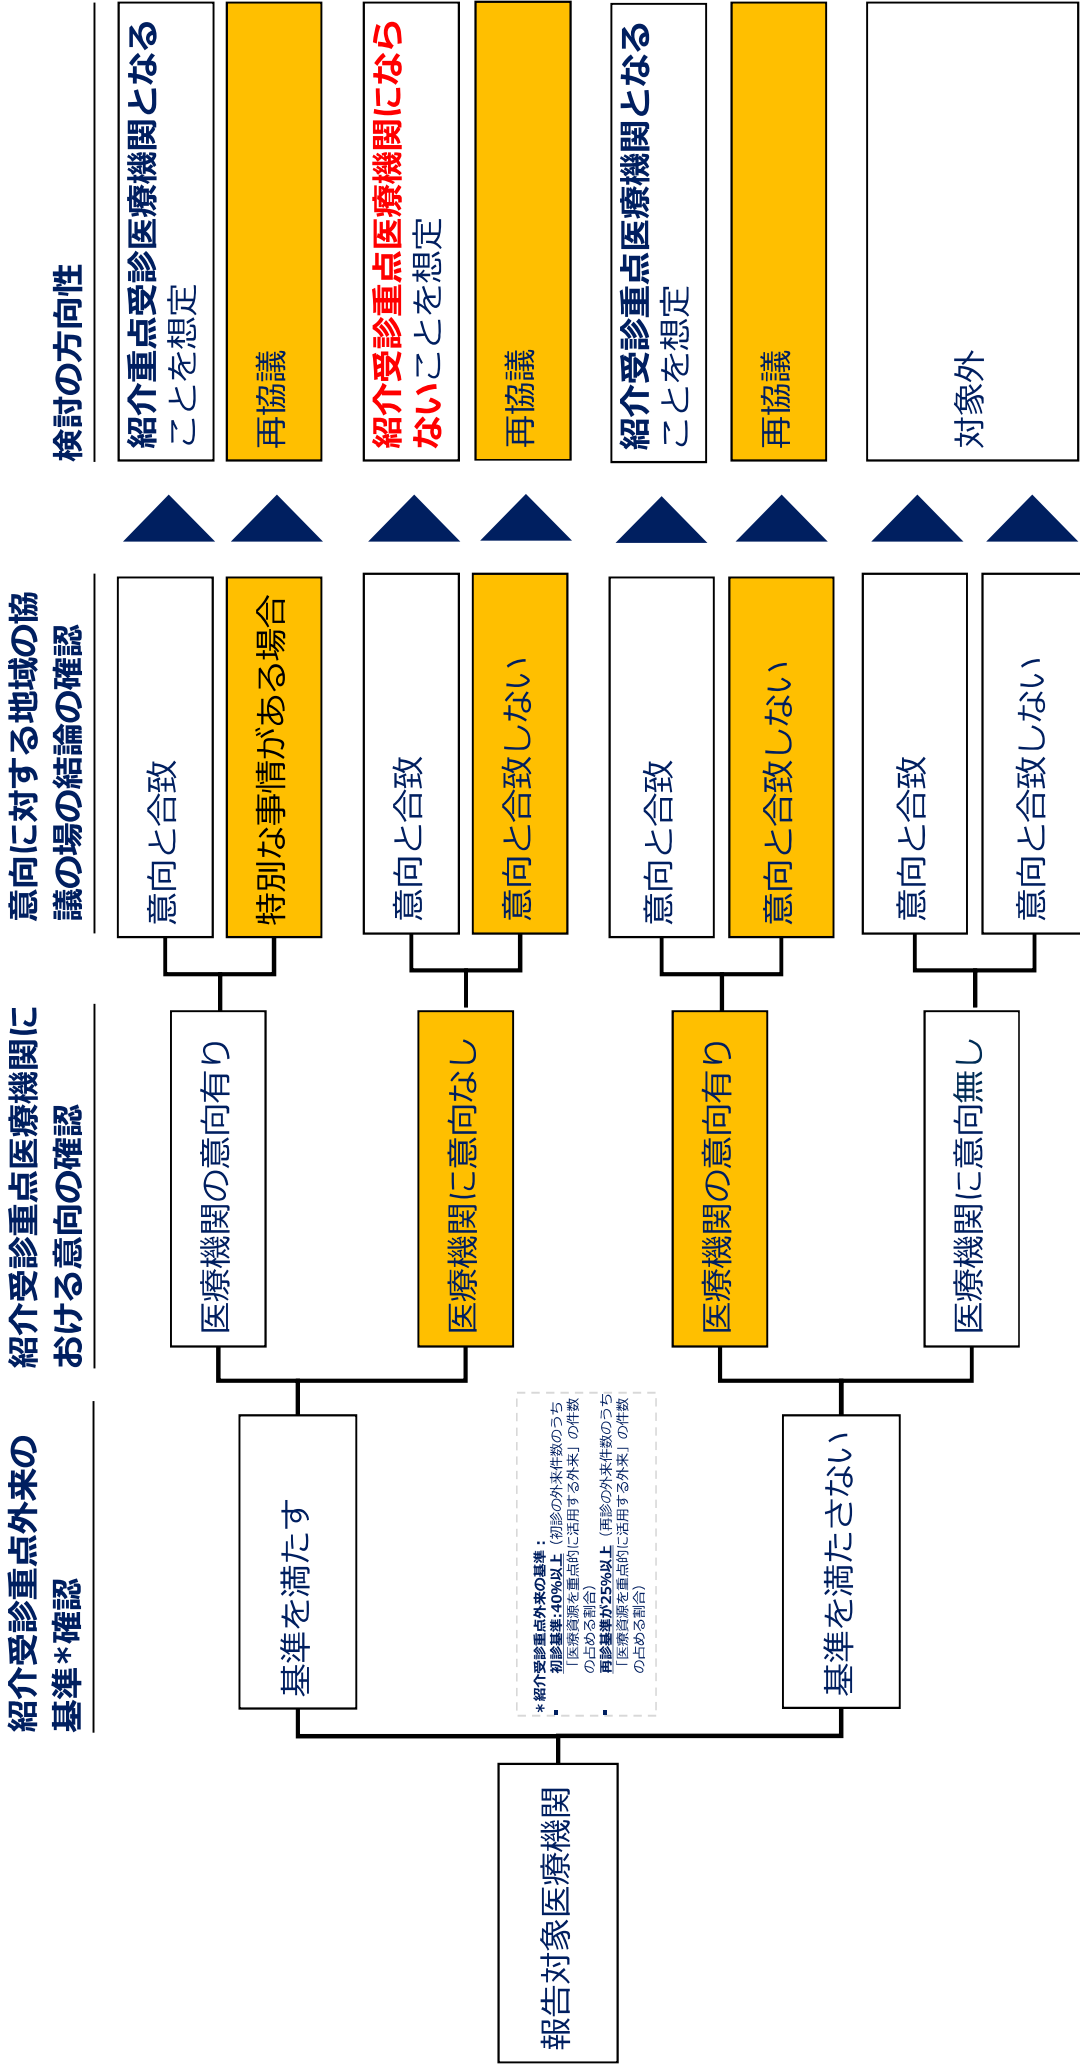 紹介受診重点外来の
基準*確認
紹介受診重点医療機関に
おける意向の確認
意向に対する地域の協
議の場の結論の確認
検討の方向性
報告対象医療機関
基準を満たす
医療機関の意向有り
意向と合致
紹介重点受診医療機関となる
ことを想定
特別な事情がある場合
再協議
医療機関に意向なし
意向と合致
紹介受診重点医療機関になら
ないことを想定
意向と合致しない
再協議
*紹介受診重点外来の基準：
▪ 初診基準:40%以上（初診の外来件数のうち
「医療資源を重点的に活用する外来」の件数
の占める割合）
▪ 再診基準が25%以上（再診の外来件数のうち
「医療資源を重点的に活用する外来」の件数
の占める割合）
基準を満たさない
医療機関の意向有り
意向と合致
紹介受診重点医療機関となる
ことを想定
意向と合致しない
再協議
医療機関に意向無し
意向と合致
意向と合致しない
対象外